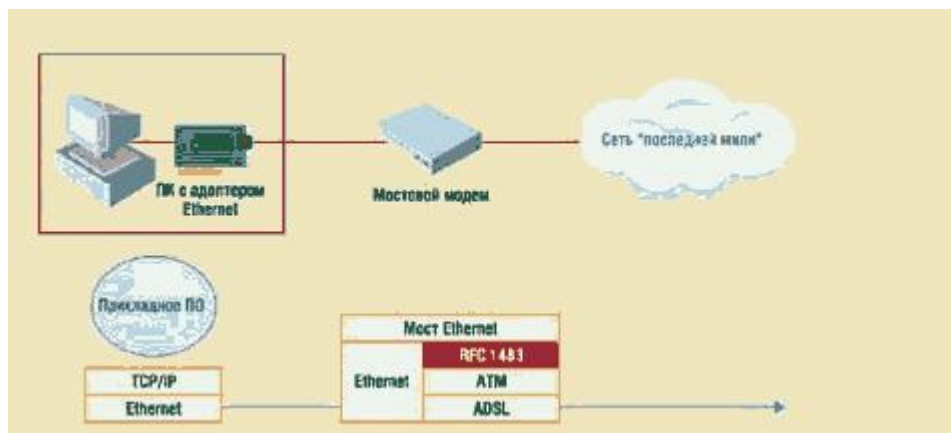 ПК с адаптером
Ethernet
Мостовой модем
Сеть "последней мили"
Прикладное ПО
TCP/IP
Ethernet
Мост Ethernet
Ethernet
RFC 1483
ATM
ADSL